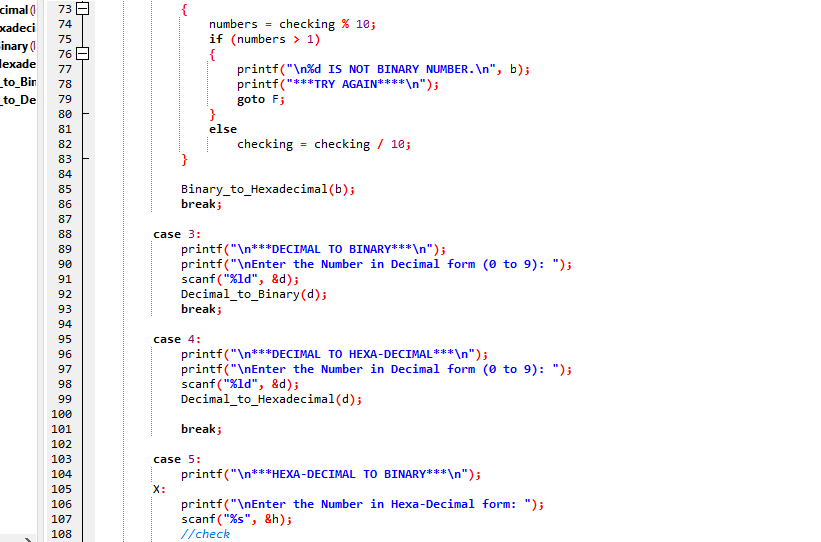 cimal(
xadeci
inary(
lexade
_to_Bin
_to_De
73 {
74 numbers = checking % 10;
75 if (numbers > 1)
76 {
77 printf("\n%d IS NOT BINARY NUMBER.\n", b);
78 printf("***TRY AGAIN****\n");
79 goto F;
80 }
81 else
82 checking = checking / 10;
83 }
84
85 Binary_to_Hexadecimal(b);
86 break;
87
88 case 3:
89 printf("\n***DECIMAL TO BINARY***\n");
90 printf("\nEnter the Number in Decimal form (0 to 9): ");
91 scanf("%ld", &d);
92 Decimal_to_Binary(d);
93 break;
94
95 case 4:
96 printf("\n***DECIMAL TO HEXA-DECIMAL***\n");
97 printf("\nEnter the Number in Decimal form (0 to 9): ");
98 scanf("%ld", &d);
99 Decimal_to_Hexadecimal(d);
100
101 break;
102
103 case 5:
104 printf("\n***HEXA-DECIMAL TO BINARY***\n");
105 X:
106 printf("\nEnter the Number in Hexa-Decimal form: ");
107 scanf("%s", &h);
108 //check